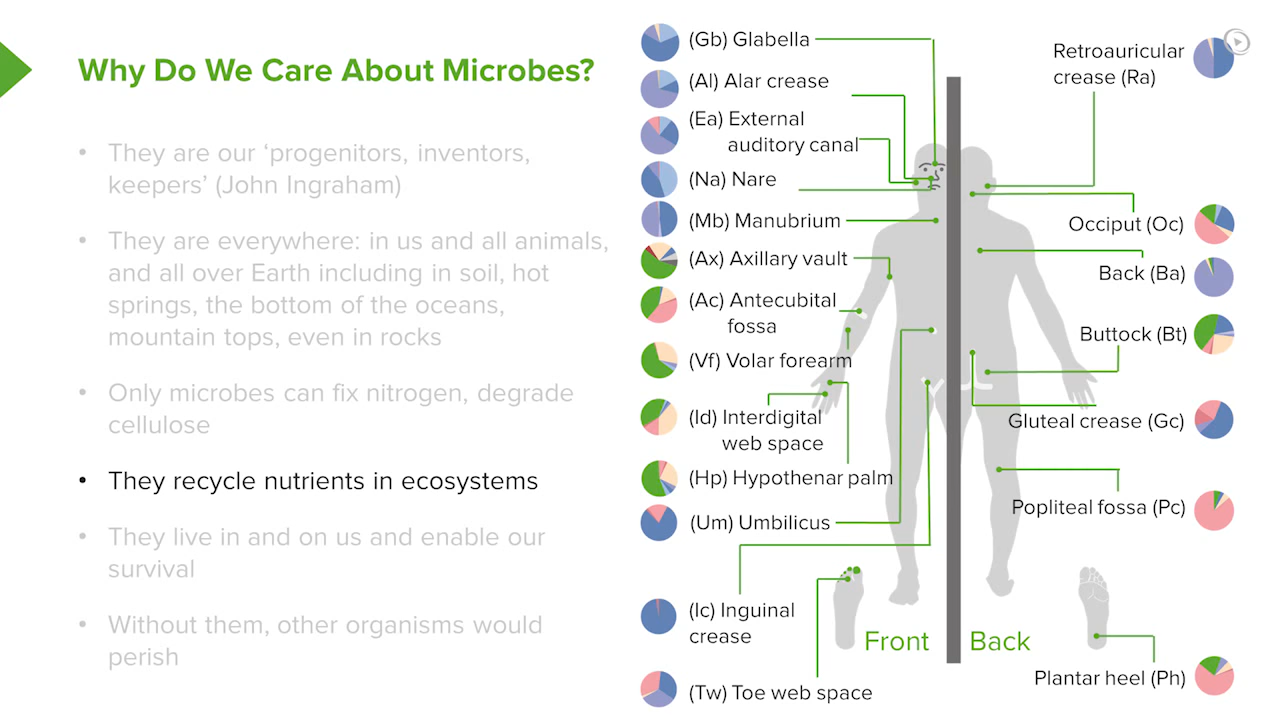 Why Do We Care About Microbes?
• They are our ‘progenitors, inventors,
keepers’ (John Ingraham)
• They are everywhere: in us and all animals,
and all over Earth including in soil, hot
springs, the bottom of the oceans,
mountain tops, even in rocks
• Only microbes can fix nitrogen, degrade
cellulose
• They recycle nutrients in ecosystems
• They live in and on us and enable our
survival
• Without them, other organisms would
perish
(Gb) Glabella
(Al) Alar crease
(Ea) External
auditory canal
(Na) Nare
(Mb) Manubrium
(Ax) Axillary vault
(Ac) Antecubital
fossa
(Vf) Volar forearm
(Id) Interdigital
web space
(Hp) Hypothenar palm
(Um) Umbilicus
(Ic) Inguinal
crease
(Tw) Toe web space
Front
Back
Retroauricular
crease (Ra)
Occiput (Oc)
Back (Ba)
Buttock (Bt)
Gluteal crease (Gc)
Popliteal fossa (Pc)
Plantar heel (Ph)